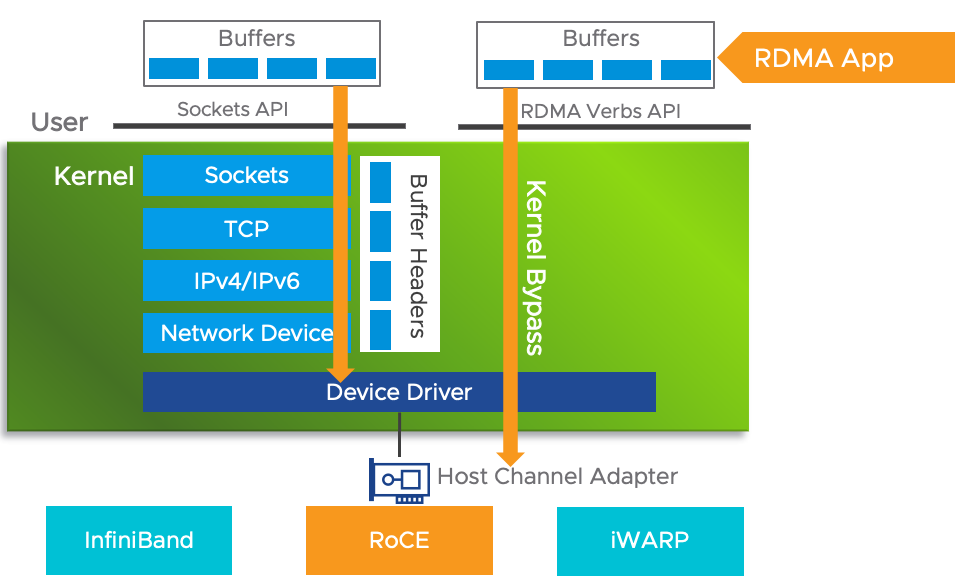 Buffers
Buffers
RDMA App
Sockets API
RDMA Verbs API
User
Kernel
Sockets
TCP
IPv4/IPv6
Network Device
Buffer Headers
Kernel Bypass
Device Driver
Host Channel Adapter
InfiniBand
RoCE
iWARP